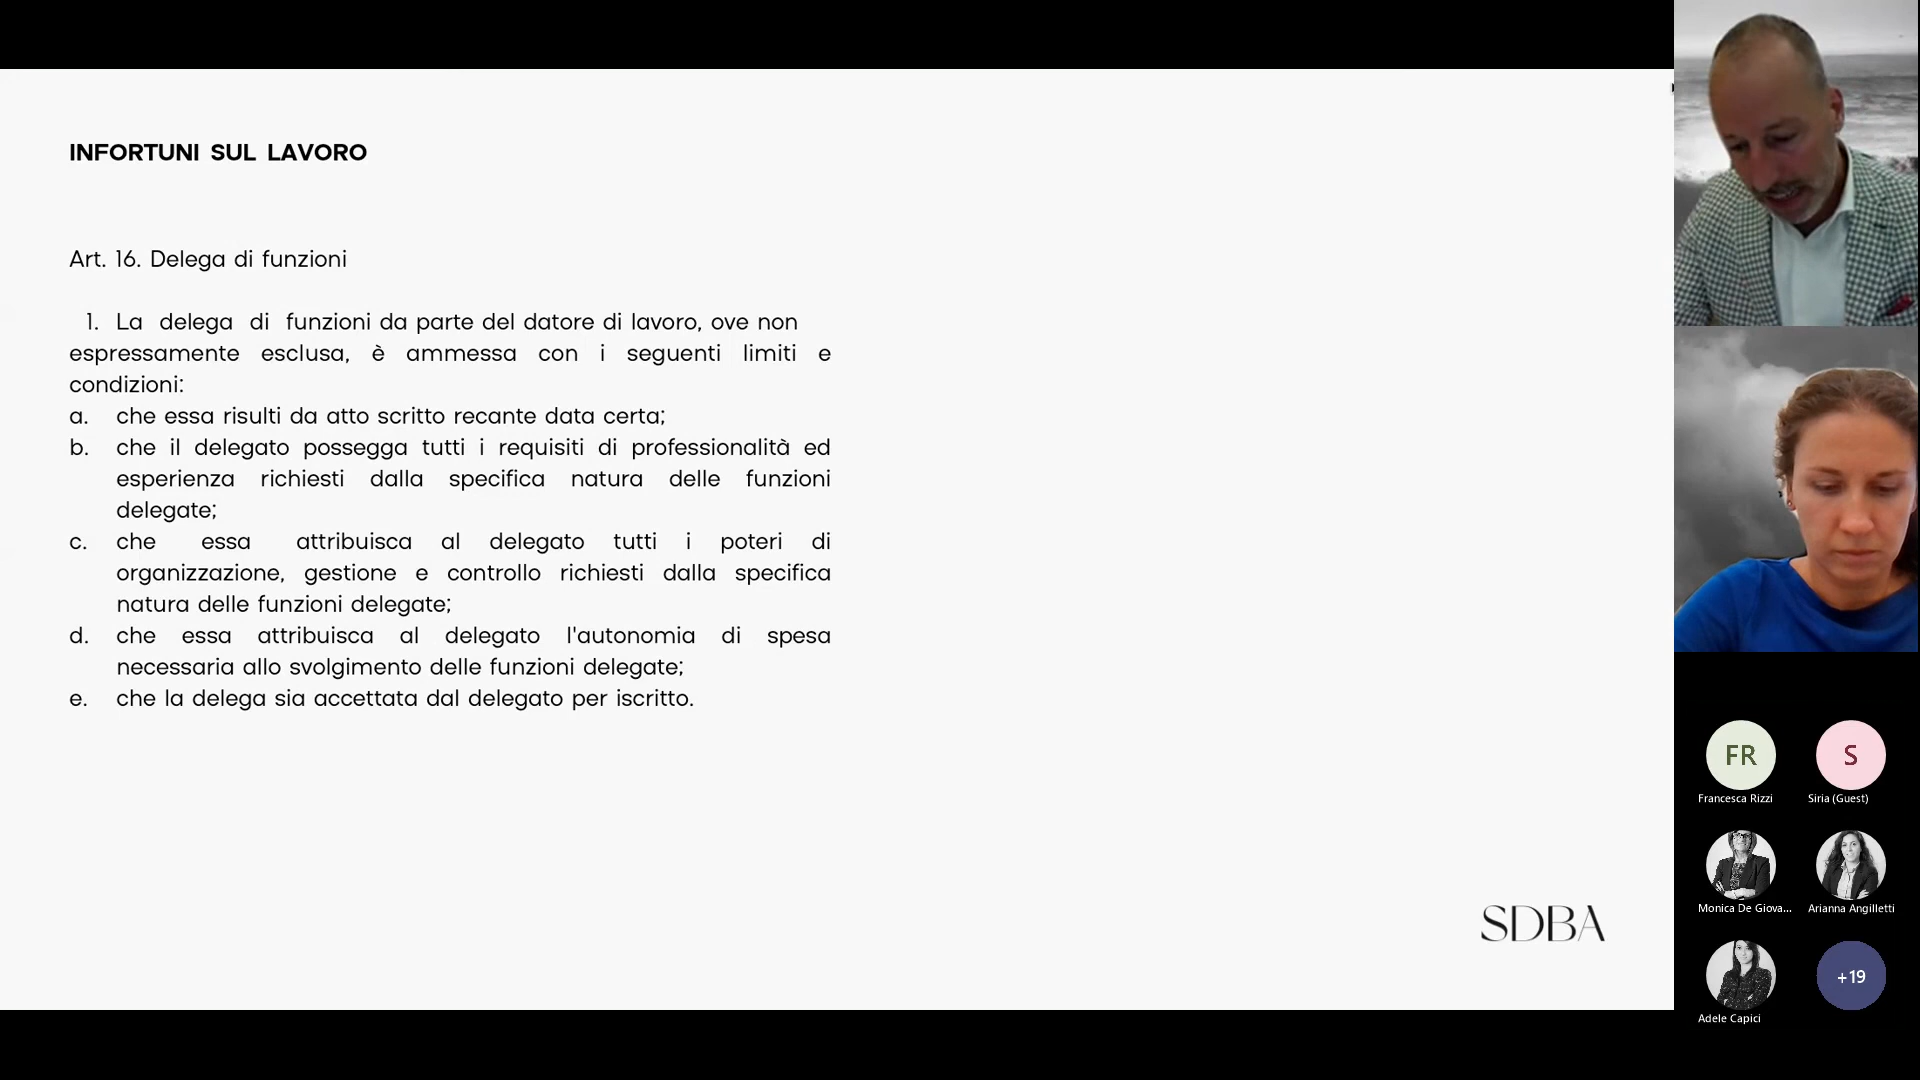 INFORTUNI SUL LAVORO
Art. 16. Delega di funzioni
1. La delega di funzioni da parte del datore di lavoro, ove non
espressamente esclusa, è ammessa con i seguenti limiti e
condizioni:
a. che essa risulti da atto scritto recante data certa;
b. che il delegato possegga tutti i requisiti di professionalità ed
esperienza richiesti dalla specifica natura delle funzioni
delegate;
c. che essa attribuisca al delegato tutti i poteri di
organizzazione, gestione e controllo richiesti dalla specifica
natura delle funzioni delegate;
d. che essa attribuisca al delegato l'autonomia di spesa
necessaria allo svolgimento delle funzioni delegate;
e. che la delega sia accettata dal delegato per iscritto.
SDBA
FR
Francesca Rizzi
S
Siria (Guest)
Monica De Giova...
Arianna Angilletti
Adele Capici
+19